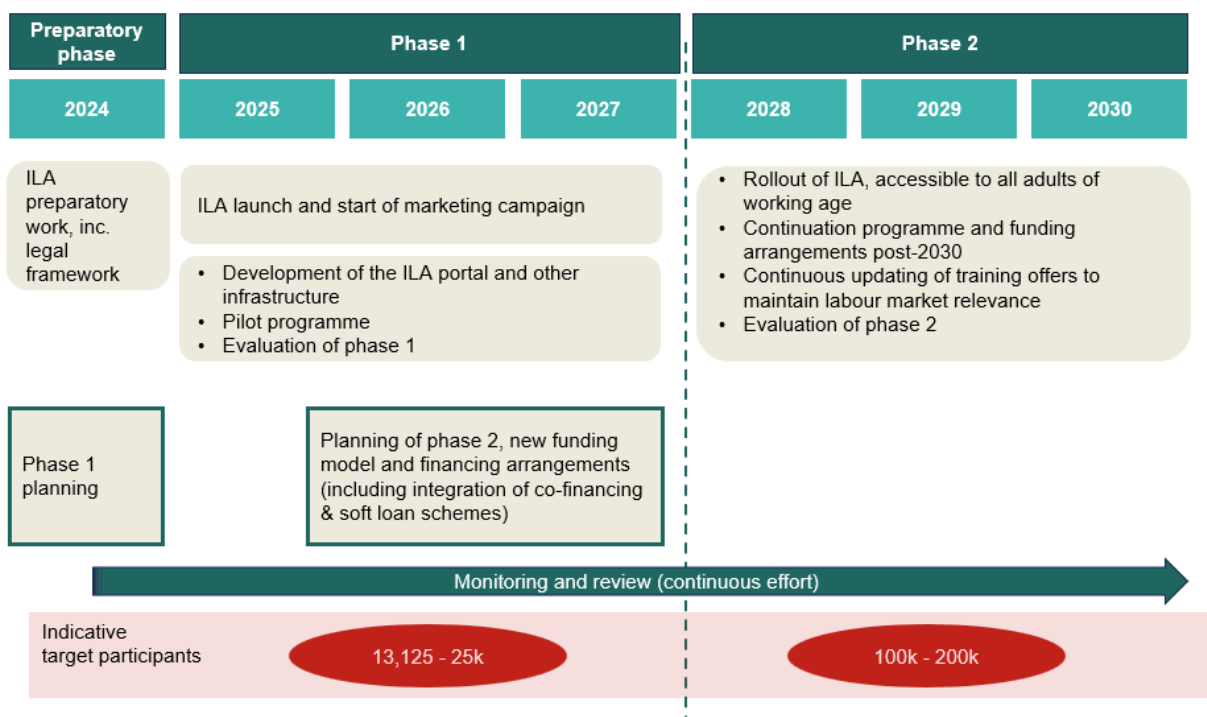 Preparatory
phase
Phase 1
Phase 2
2024
2025
2026
2027
2028
2029
2030
ILA
preparatory
work, inc.
legal
framework
ILA launch and start of marketing campaign
• Development of the ILA portal and other
infrastructure
• Pilot programme
• Evaluation of phase 1
• Rollout of ILA, accessible to all adults of
working age
• Continuation programme and funding
arrangements post-2030
• Continuous updating of training offers to
maintain labour market relevance
• Evaluation of phase 2
Phase 1
planning
Planning of phase 2, new funding
model and financing arrangements
(including integration of co-financing
& soft loan schemes)
Monitoring and review (continuous effort)
Indicative
target participants
13,125 - 25k
100k - 200k